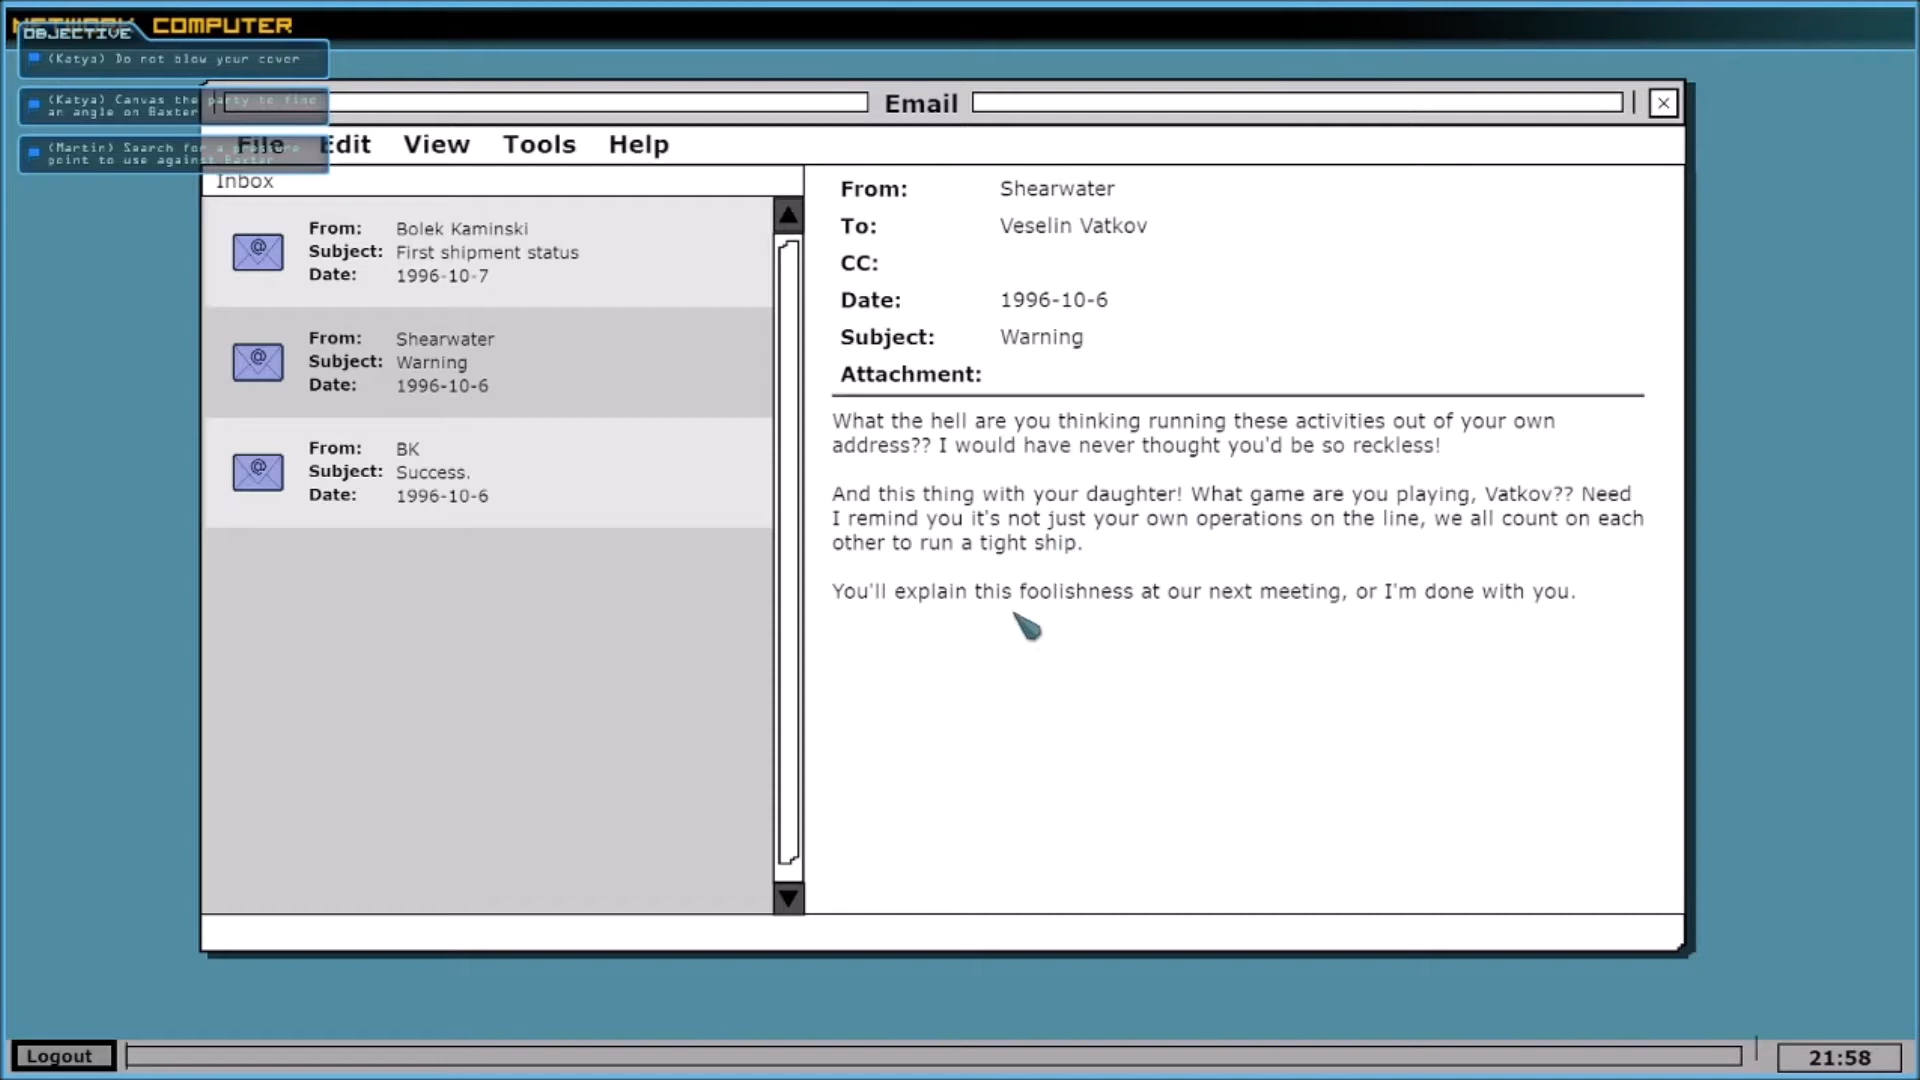 NETWORK COMPUTER
OBJECTIVE
(Katya) Do not blow your cover
(Katya) Canvas the party to find
an angle on Baxter
(Martin) Search for a pressure
point to use against Baxter
Email
File Edit View Tools Help
Inbox
From: Bolek Kaminski
Subject: First shipment status
Date: 1996-10-7
From: Shearwater
Subject: Warning
Date: 1996-10-6
From: BK
Subject: Success.
Date: 1996-10-6
From: Shearwater
To: Veselin Vatkov
CC:
Date: 1996-10-6
Subject: Warning
Attachment:
What the hell are you thinking running these activities out of your own
address?? I would have never thought you'd be so reckless!
And this thing with your daughter! What game are you playing, Vatkov?? Need
I remind you it's not just your own operations on the line, we all count on each
other to run a tight ship.
You'll explain this foolishness at our next meeting, or I'm done with you.
Logout
21:58